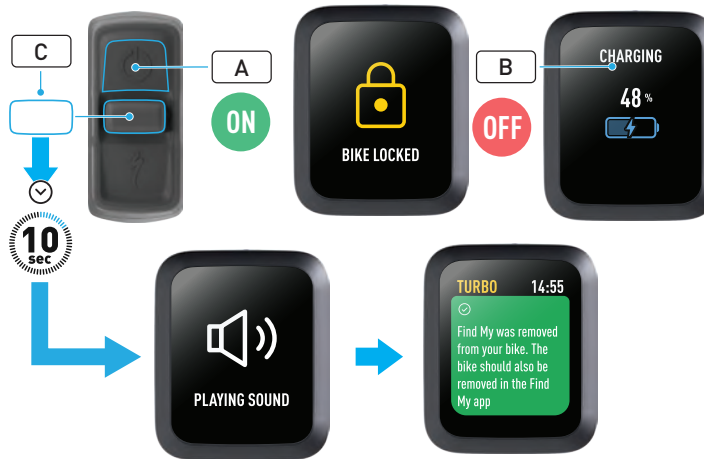 C
A
ON
BIKE LOCKED
B
OFF
CHARGING
48 %
10
sec
PLAYING SOUND
TURBO 14:55
Find My was removed
from your bike. The
bike should also be
removed in the Find
My app